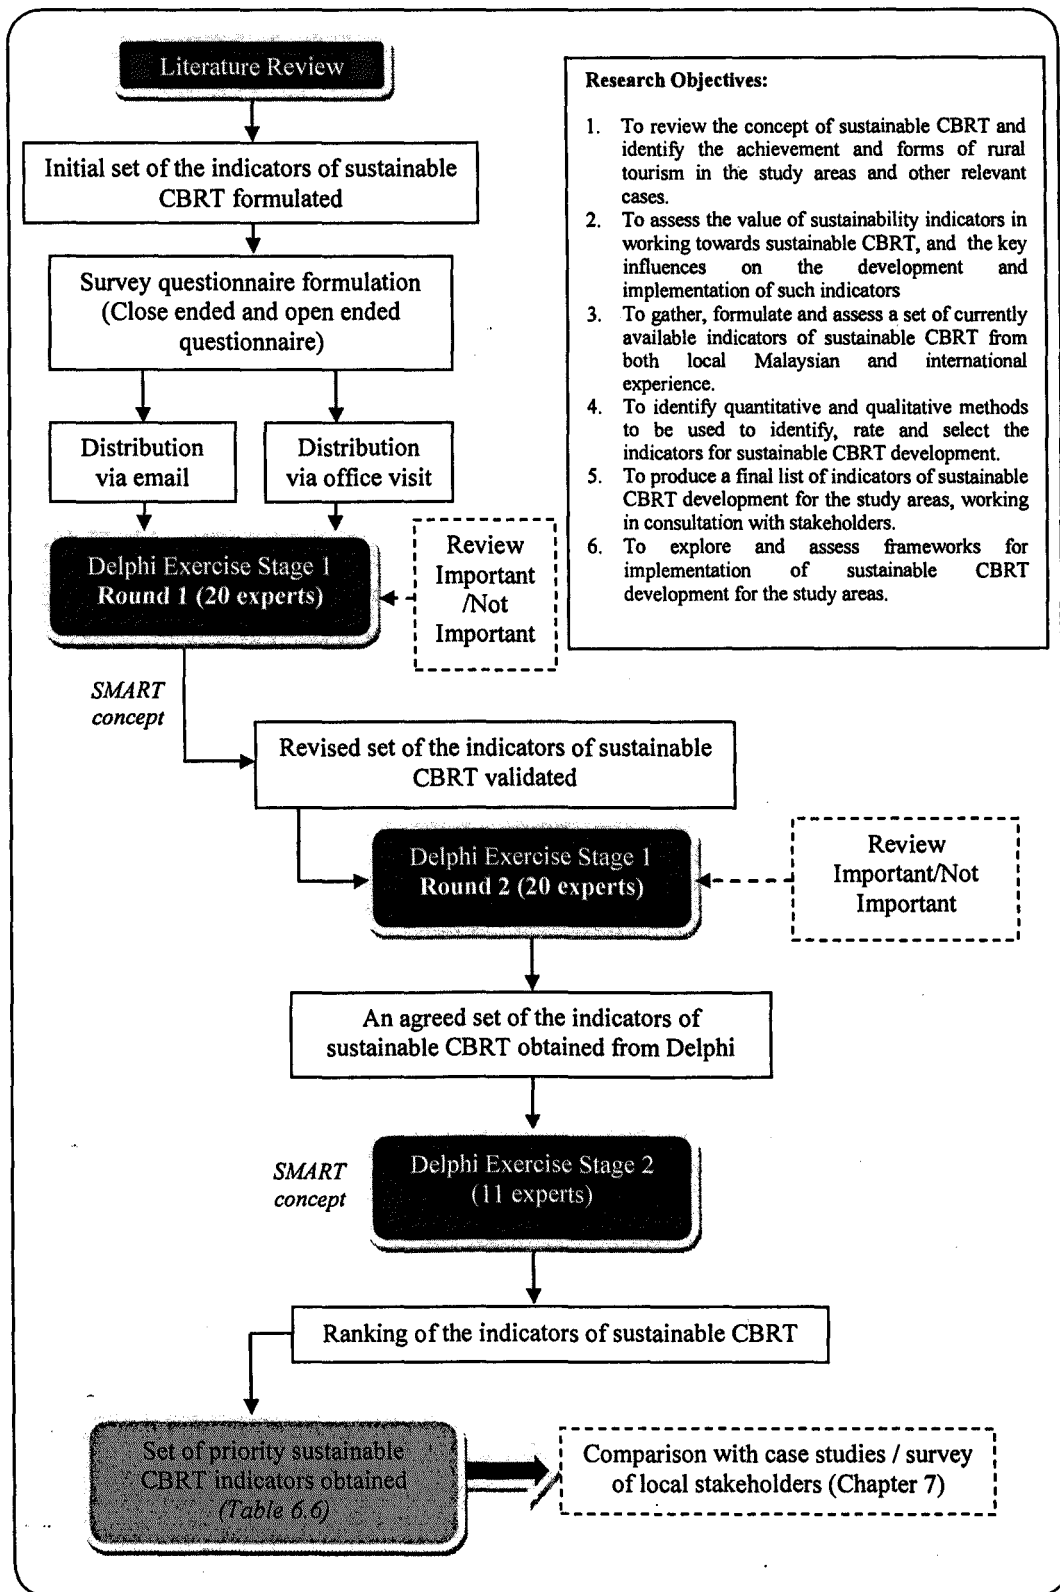 Literature Review
Initial set of the indicators of sustainable
CBRT formulated
Survey questionnaire formulation
(Close ended and open ended
questionnaire)
Distribution
via email
Distribution
via office visit
Delphi Exercise Stage 1
Round 1 (20 experts)
Review
Important
/Not
Important
Research Objectives:
1. To review the concept of sustainable CBRT and
identify the achievement and forms of rural
tourism in the study areas and other relevant
cases.
2. To assess the value of sustainability indicators in
working towards sustainable CBRT, and the key
influences on the development and
implementation of such indicators
3. To gather, formulate and assess a set of currently
available indicators of sustainable CBRT from
both local Malaysian and international
experience.
4. To identify quantitative and qualitative methods
to be used to identify, rate and select the
indicators for sustainable CBRT development.
5. To produce a final list of indicators of sustainable
CBRT development for the study areas, working
in consultation with stakeholders.
6. To explore and assess frameworks for
implementation of sustainable CBRT
development for the study areas.
SMART
concept
Revised set of the indicators of sustainable
CBRT validated
Delphi Exercise Stage 1
Round 2 (20 experts)
Review
Important/Not
Important
An agreed set of the indicators of
sustainable CBRT obtained from Delphi
SMART
concept
Delphi Exercise Stage 2
(11 experts)
Ranking of the indicators of sustainable CBRT
Set of priority sustainable
CBRT indicators obtained
(Table 6.6)
Comparison with case studies / survey
of local stakeholders (Chapter 7)